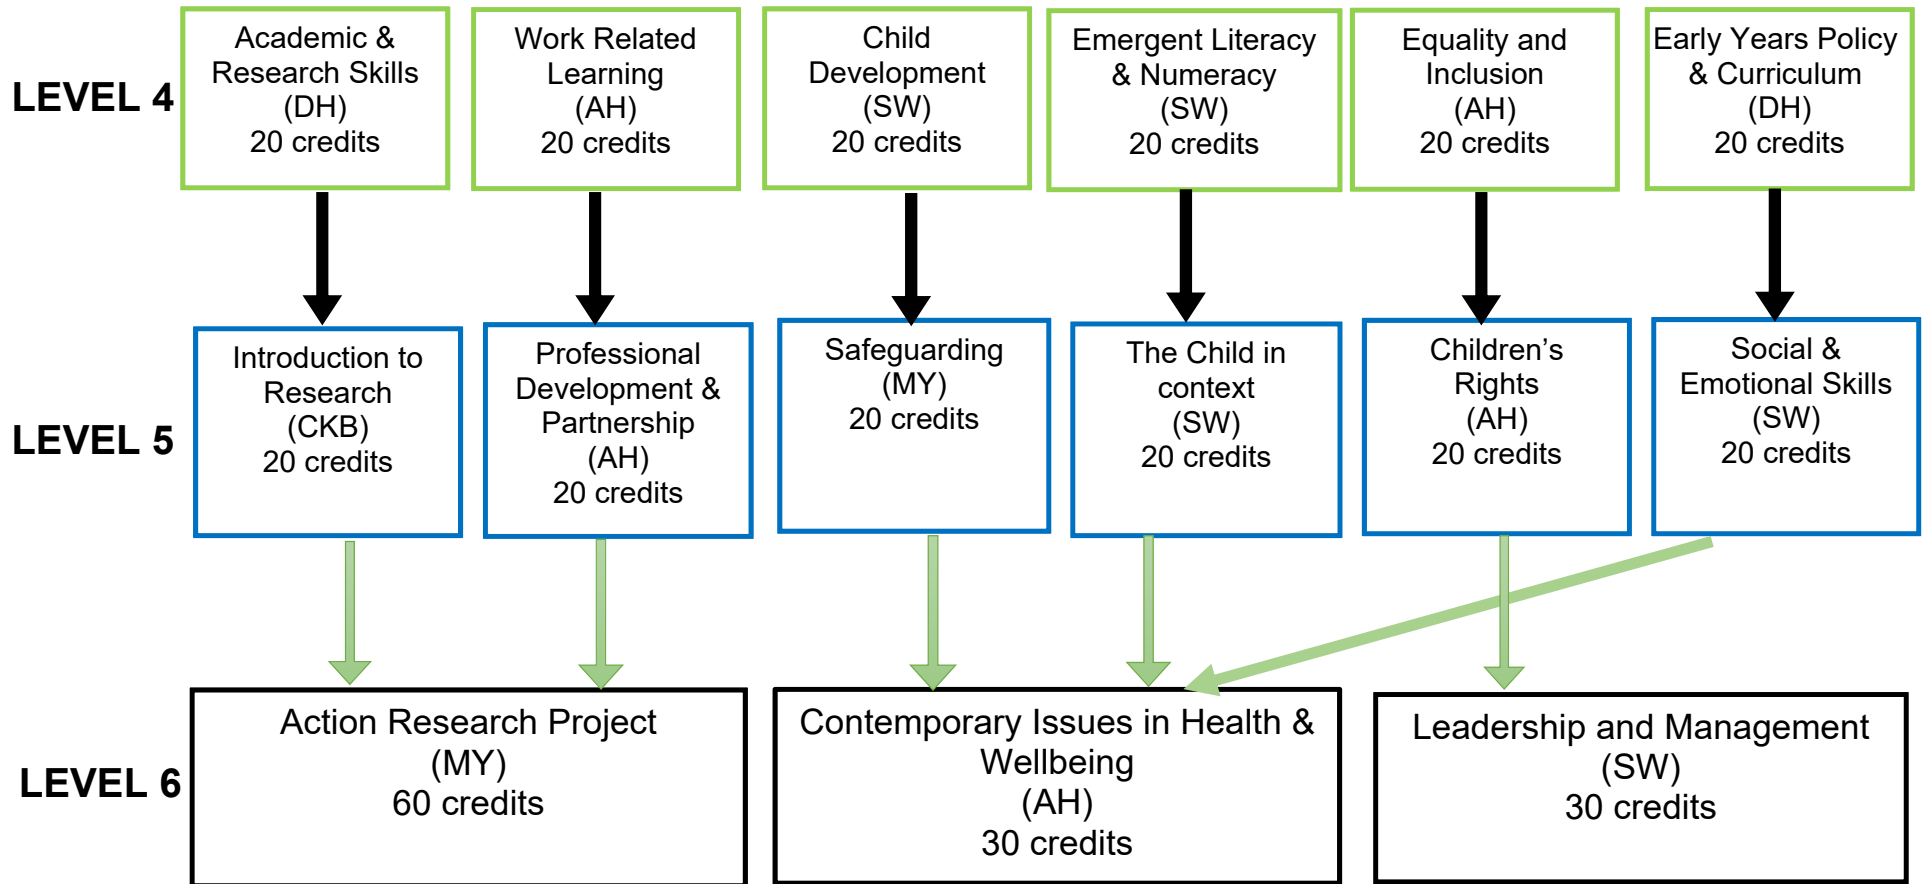 LEVEL 4
Academic &
Research Skills
(DH)
20 credits
Work Related
Learning
(AH)
20 credits
Child
Development
(SW)
20 credits
Emergent Literacy
& Numeracy
(SW)
20 credits
Equality and
Inclusion
(AH)
20 credits
Early Years Policy
& Curriculum
(DH)
20 credits
LEVEL 5
Introduction to
Research
(CKB)
20 credits
Professional
Development &
Partnership
(AH)
20 credits
Safeguarding
(MY)
20 credits
The Child in
context
(SW)
20 credits
Children’s
Rights
(AH)
20 credits
Social &
Emotional Skills
(SW)
20 credits
LEVEL 6
Action Research Project
(MY)
60 credits
Contemporary Issues in Health &
Wellbeing
(AH)
30 credits
Leadership and Management
(SW)
30 credits